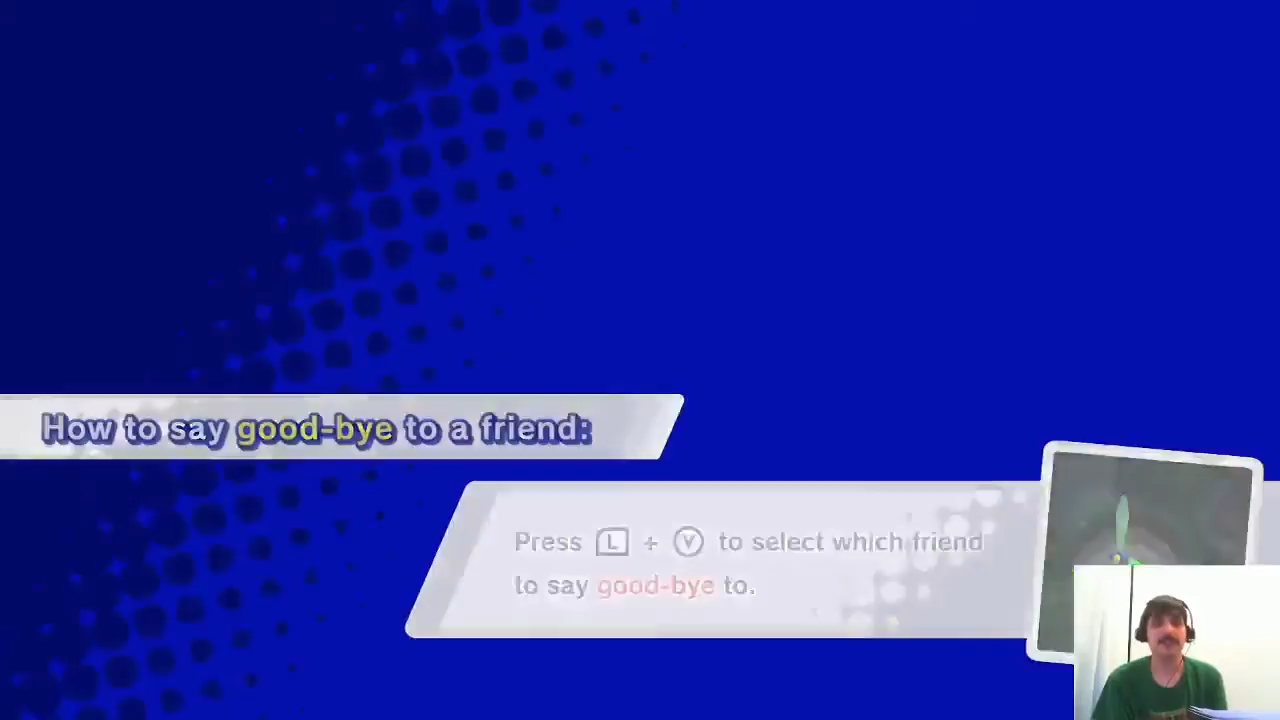 How to say good-bye to a friend:
Press L + Y to select which friend
to say good-bye to.